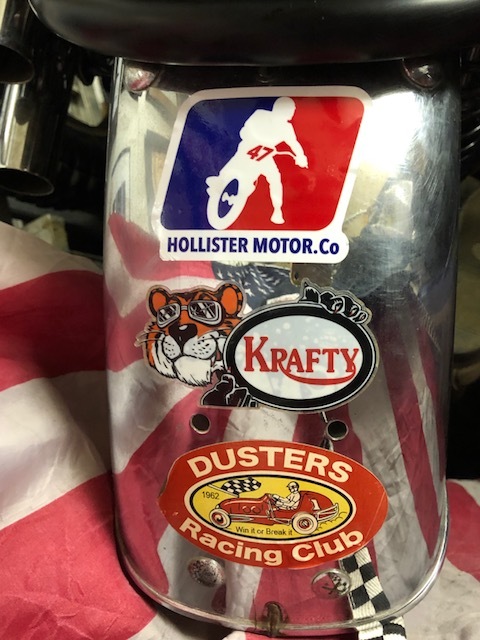 47
HOLLISTER MOTOR.Co
KRAFTY
DUSTERS
1962
Win it or Break it
Racing Club